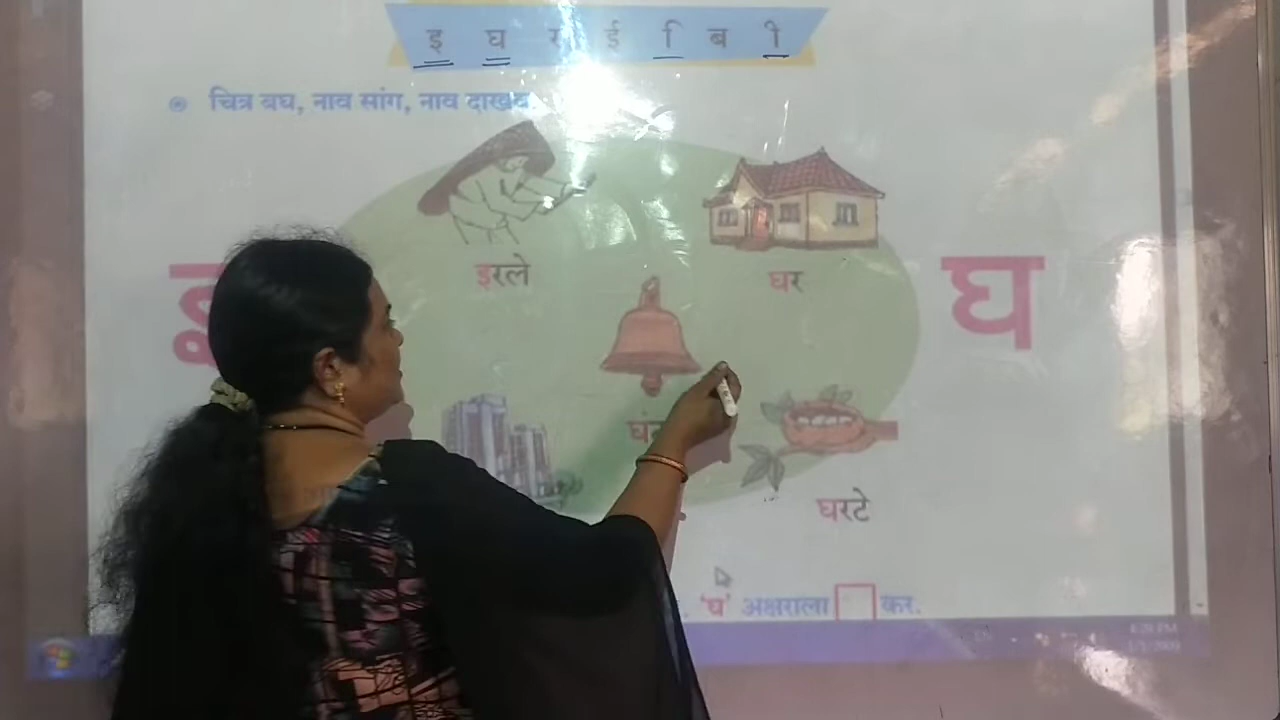 इ घ र ई ि ब ी
चित्र बघ, नाव सांग, नाव दाखव.
इरले घर
इ घ
घरटे
'घ' अक्षराला कर.